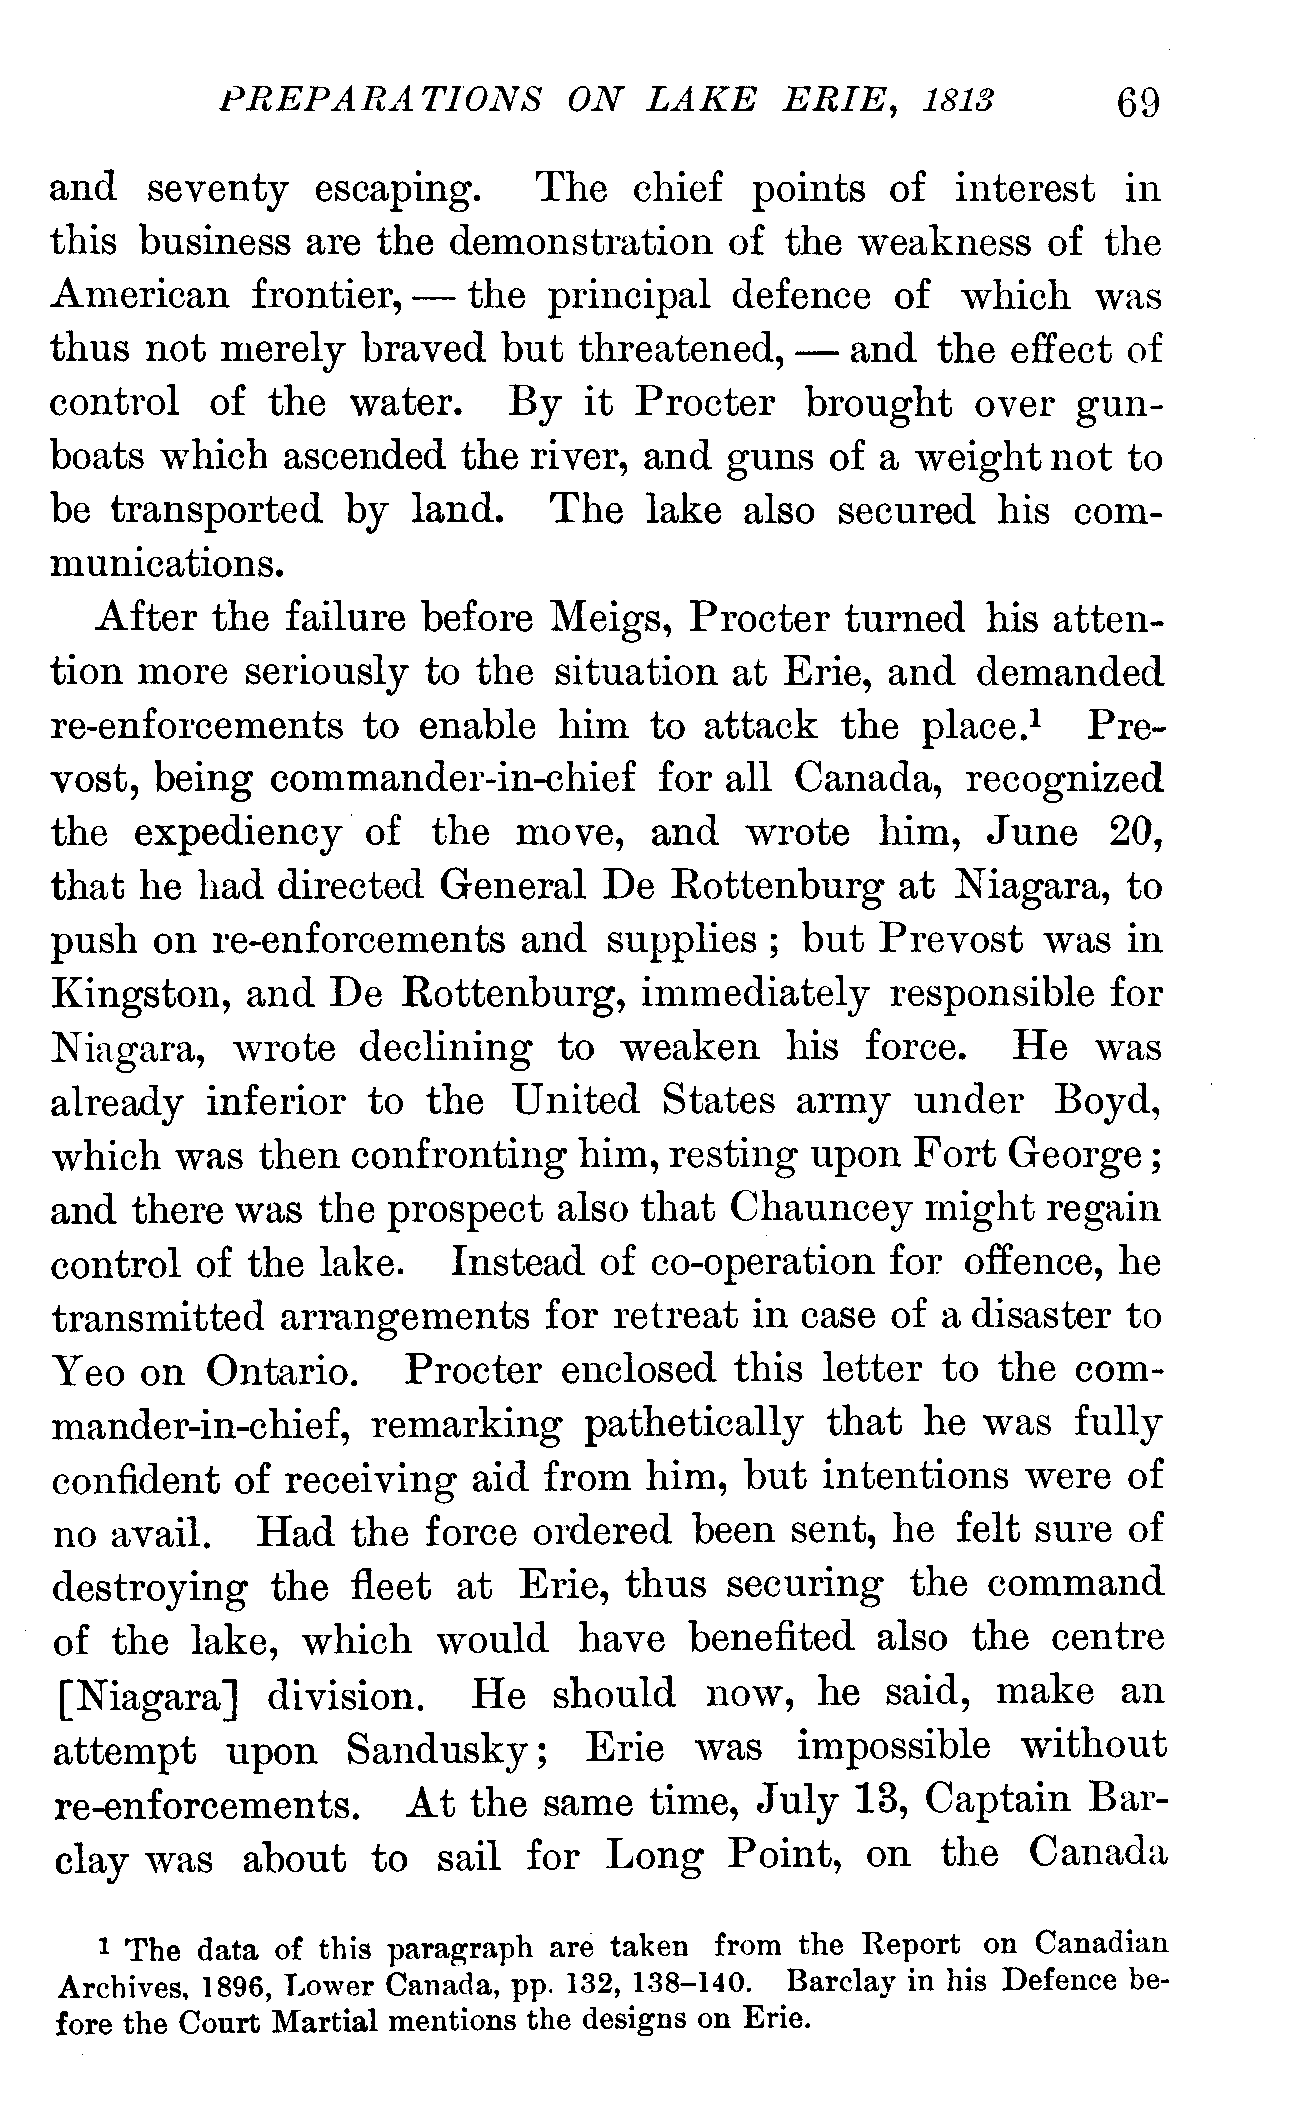 PREPARATIONS ON LAKE ERIE, 1813 69
and seventy escaping. The chief points of interest in
this business are the demonstration of the weakness of the
American frontier, — the principal defence of which was
thus not merely braved but threatened, — and the effect of
control of the water. By it Procter brought over gun-
boats which ascended the river, and guns of a weight not to
be transported by land. The lake also secured his com-
munications.
After the failure before Meigs, Procter turned his atten-
tion more seriously to the situation at Erie, and demanded
re-enforcements to enable him to attack the place.¹ Pre-
vost, being commander-in-chief for all Canada, recognized
the expediency of the move, and wrote him, June 20,
that he had directed General De Rottenburg at Niagara, to
push on re-enforcements and supplies ; but Prevost was in
Kingston, and De Rottenburg, immediately responsible for
Niagara, wrote declining to weaken his force. He was
already inferior to the United States army under Boyd,
which was then confronting him, resting upon Fort George ;
and there was the prospect also that Chauncey might regain
control of the lake. Instead of co-operation for offence, he
transmitted arrangements for retreat in case of a disaster to
Yeo on Ontario. Procter enclosed this letter to the com-
mander-in-chief, remarking pathetically that he was fully
confident of receiving aid from him, but intentions were of
no avail. Had the force ordered been sent, he felt sure of
destroying the fleet at Erie, thus securing the command
of the lake, which would have benefited also the centre
[Niagara] division. He should now, he said, make an
attempt upon Sandusky; Erie was impossible without
re-enforcements. At the same time, July 13, Captain Bar-
clay was about to sail for Long Point, on the Canada
¹ The data of this paragraph are taken from the Report on Canadian
Archives, 1896, Lower Canada, pp. 132, 138–140. Barclay in his Defence be-
fore the Court Martial mentions the designs on Erie.